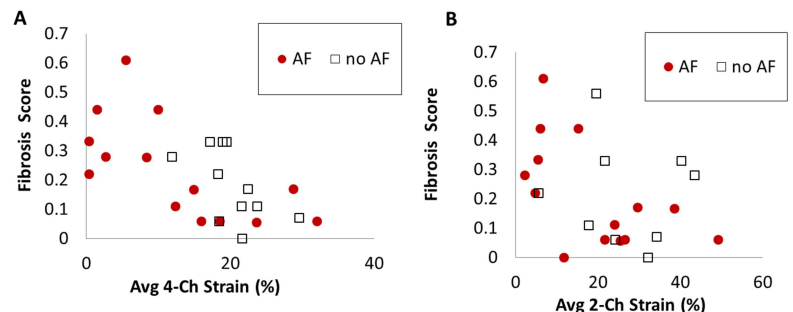 A
0.7
0.6
0.5
0.4
0.3
0.2
0.1
0
Fibrosis Score
AF no AF
0 20 40
Avg 4-Ch Strain (%)
B
0.7
0.6
0.5
0.4
0.3
0.2
0.1
0
Fibrosis Score
AF no AF
0 20 40 60
Avg 2-Ch Strain (%)